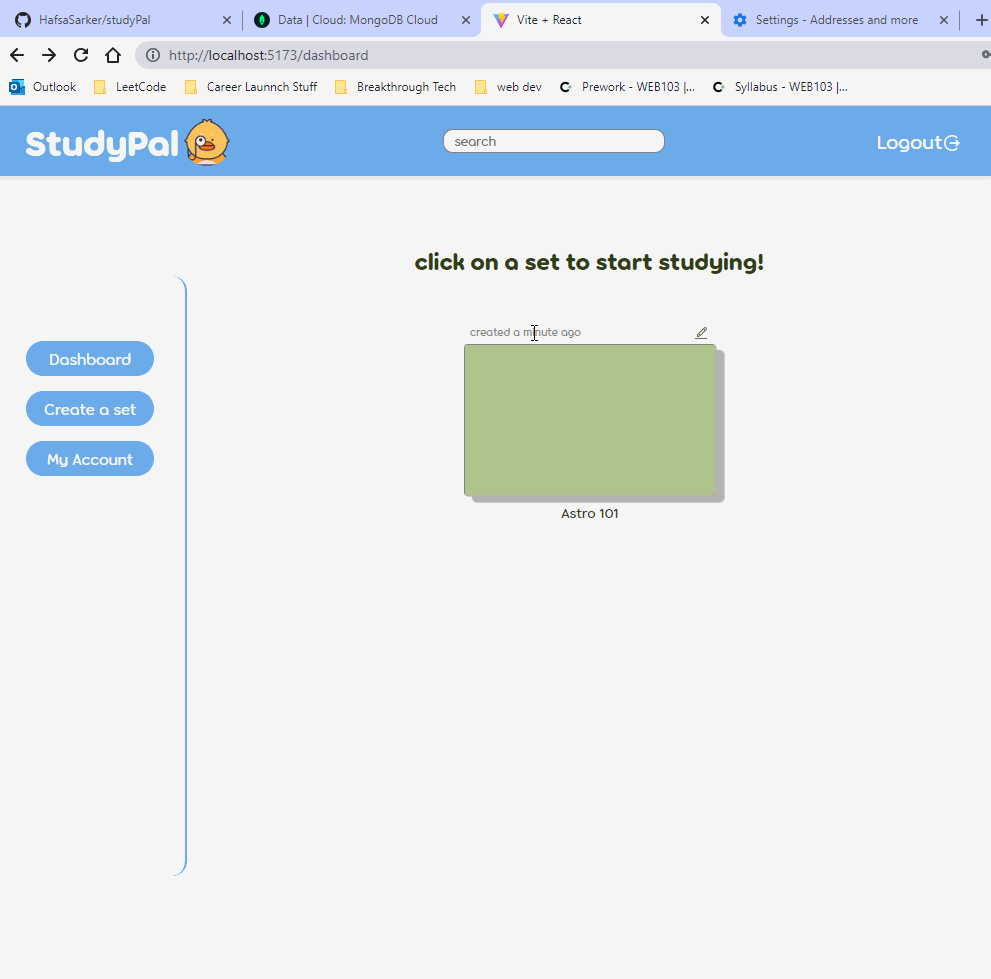 HafsaSarker/studyPal
Data | Cloud: MongoDB Cloud
Vite + React
Settings - Addresses and more
http://localhost:5173/dashboard
Outlook
LeetCode
Career Launnch Stuff
Breakthrough Tech
web dev
Prework - WEB103 |...
Syllabus - WEB103 |...
StudyPal
search
Logout
click on a set to start studying!
created a minute ago
Dashboard
Create a set
My Account
Astro 101